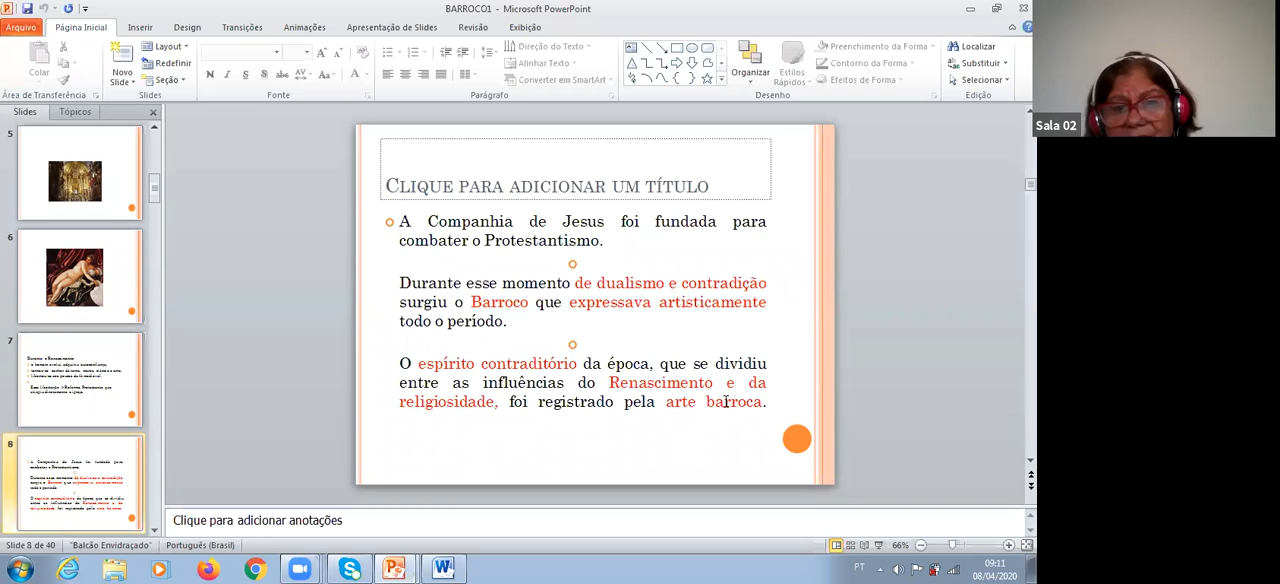 BARROCO1 - Microsoft PowerPoint
Arquivo Página Inicial Inserir Design Transições Animações Apresentação de Slides Revisão Exibição
Colar
Novo Slide
Layout
Redefinir
Seção
Direção do Texto
Alinhar Texto
Converter em SmartArt
Organizar
Estilos Rápidos
Preenchimento da Forma
Contorno da Forma
Efeitos de Forma
Localizar
Substituir
Selecionar
Área de Transferência Slides Fonte Parágrafo Desenho Edição
Slides Tópicos
5
6
7
8
CLIQUE PARA ADICIONAR UM TÍTULO
A Companhia de Jesus foi fundada para
combater o Protestantismo.
Durante esse momento de dualismo e contradição
surgiu o Barroco que expressava artisticamente
todo o período.
O espírito contraditório da época, que se dividiu
entre as influências do Renascimento e da
religiosidade, foi registrado pela arte barroca.
Clique para adicionar anotações
Slide 8 de 40 "Balcão Envidraçado" Português (Brasil) 66%
PT 09:11
08/04/2020
Sala 02